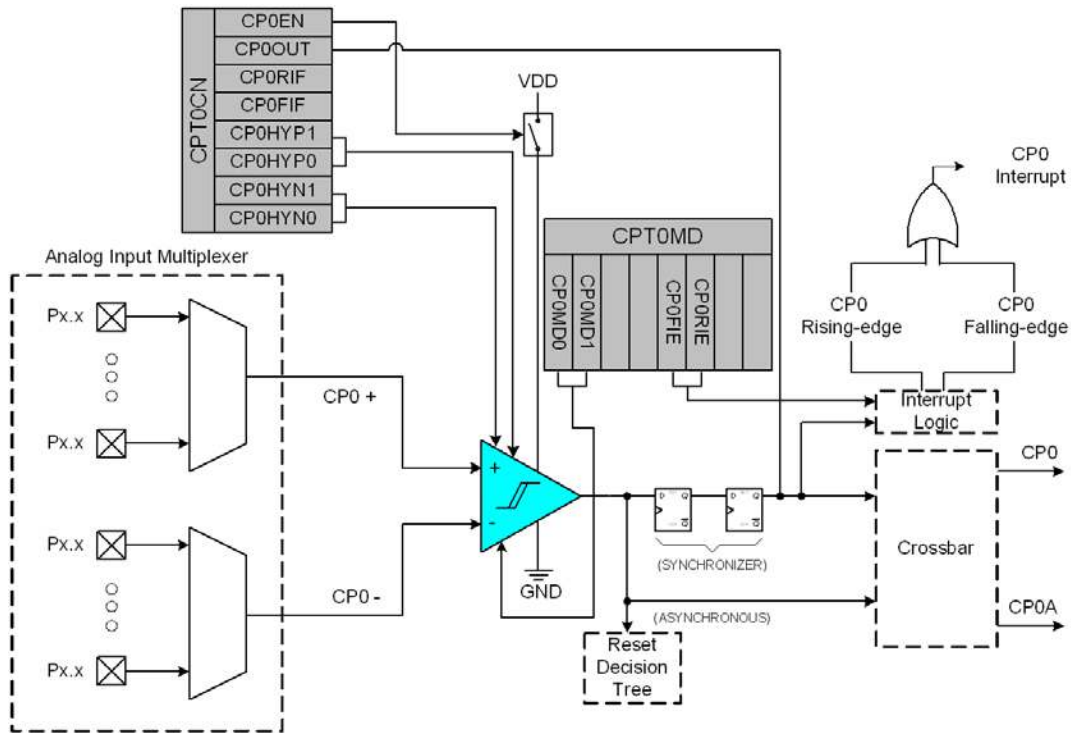 CPT0CN
CP0EN
CP0OUT
CP0RIF
CP0FIF
CP0HYP1
CP0HYP0
CP0HYN1
CP0HYN0
VDD
CPT0MD
CP0MD0
CP0MD1
CP0FIE
CP0RIE
CP0
Interrupt
CP0
Rising-edge
CP0
Falling-edge
Interrupt
Logic
Analog Input Multiplexer
Px.x
Px.x
CP0 +
Px.x
Px.x
CP0 -
+
-
GND
D
Q
Q
D
Q
Q
(SYNCHRONIZER)
(ASYNCHRONOUS)
Reset
Decision
Tree
Crossbar
CP0
CP0A